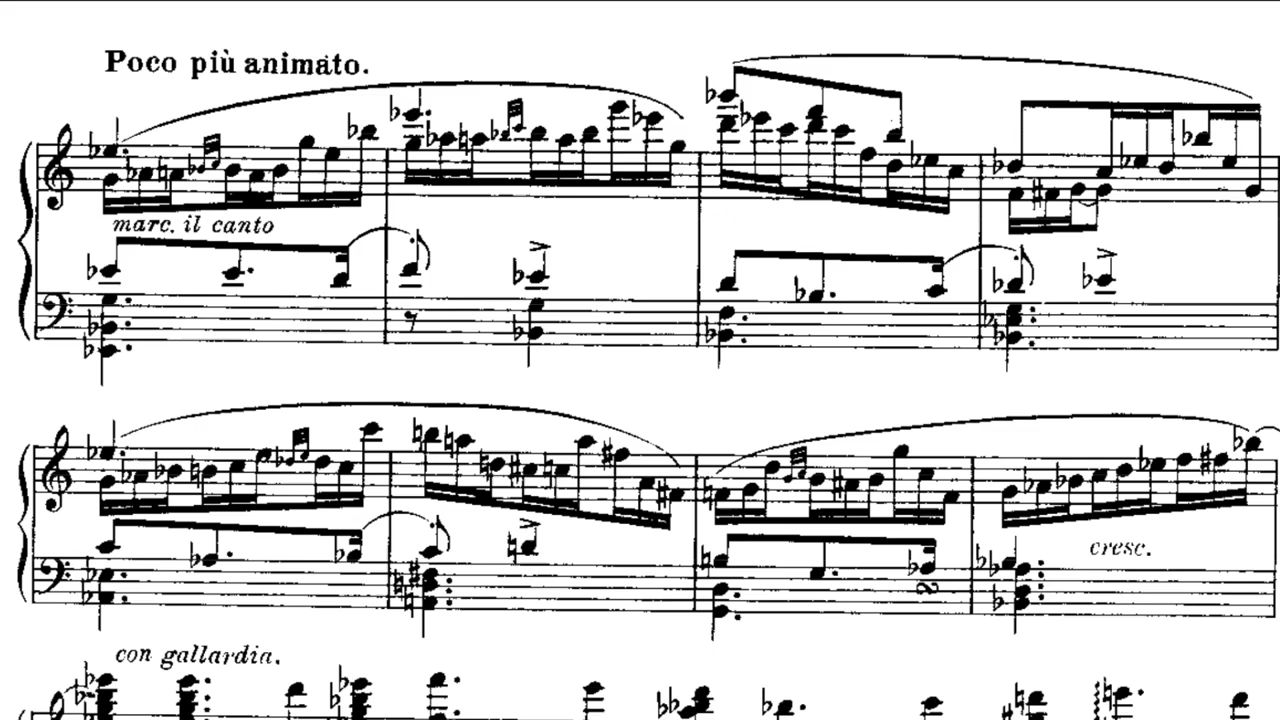 Poco più animato.
marc. il canto
cresc.
con gallardia.